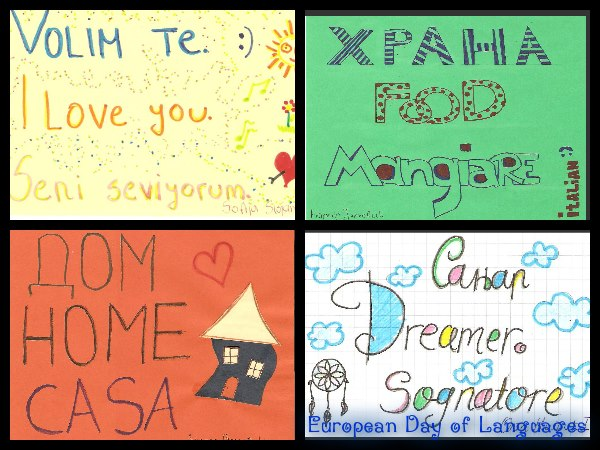 VOLIM Te. :)
I Love you.
Seni seviyorum.
ХРАНА
FOOD
MangiaRE
iTALiAN :)
ДОМ
HOME
CASA
Сањар
Dreamer.
Sognatore
European Day of Languages